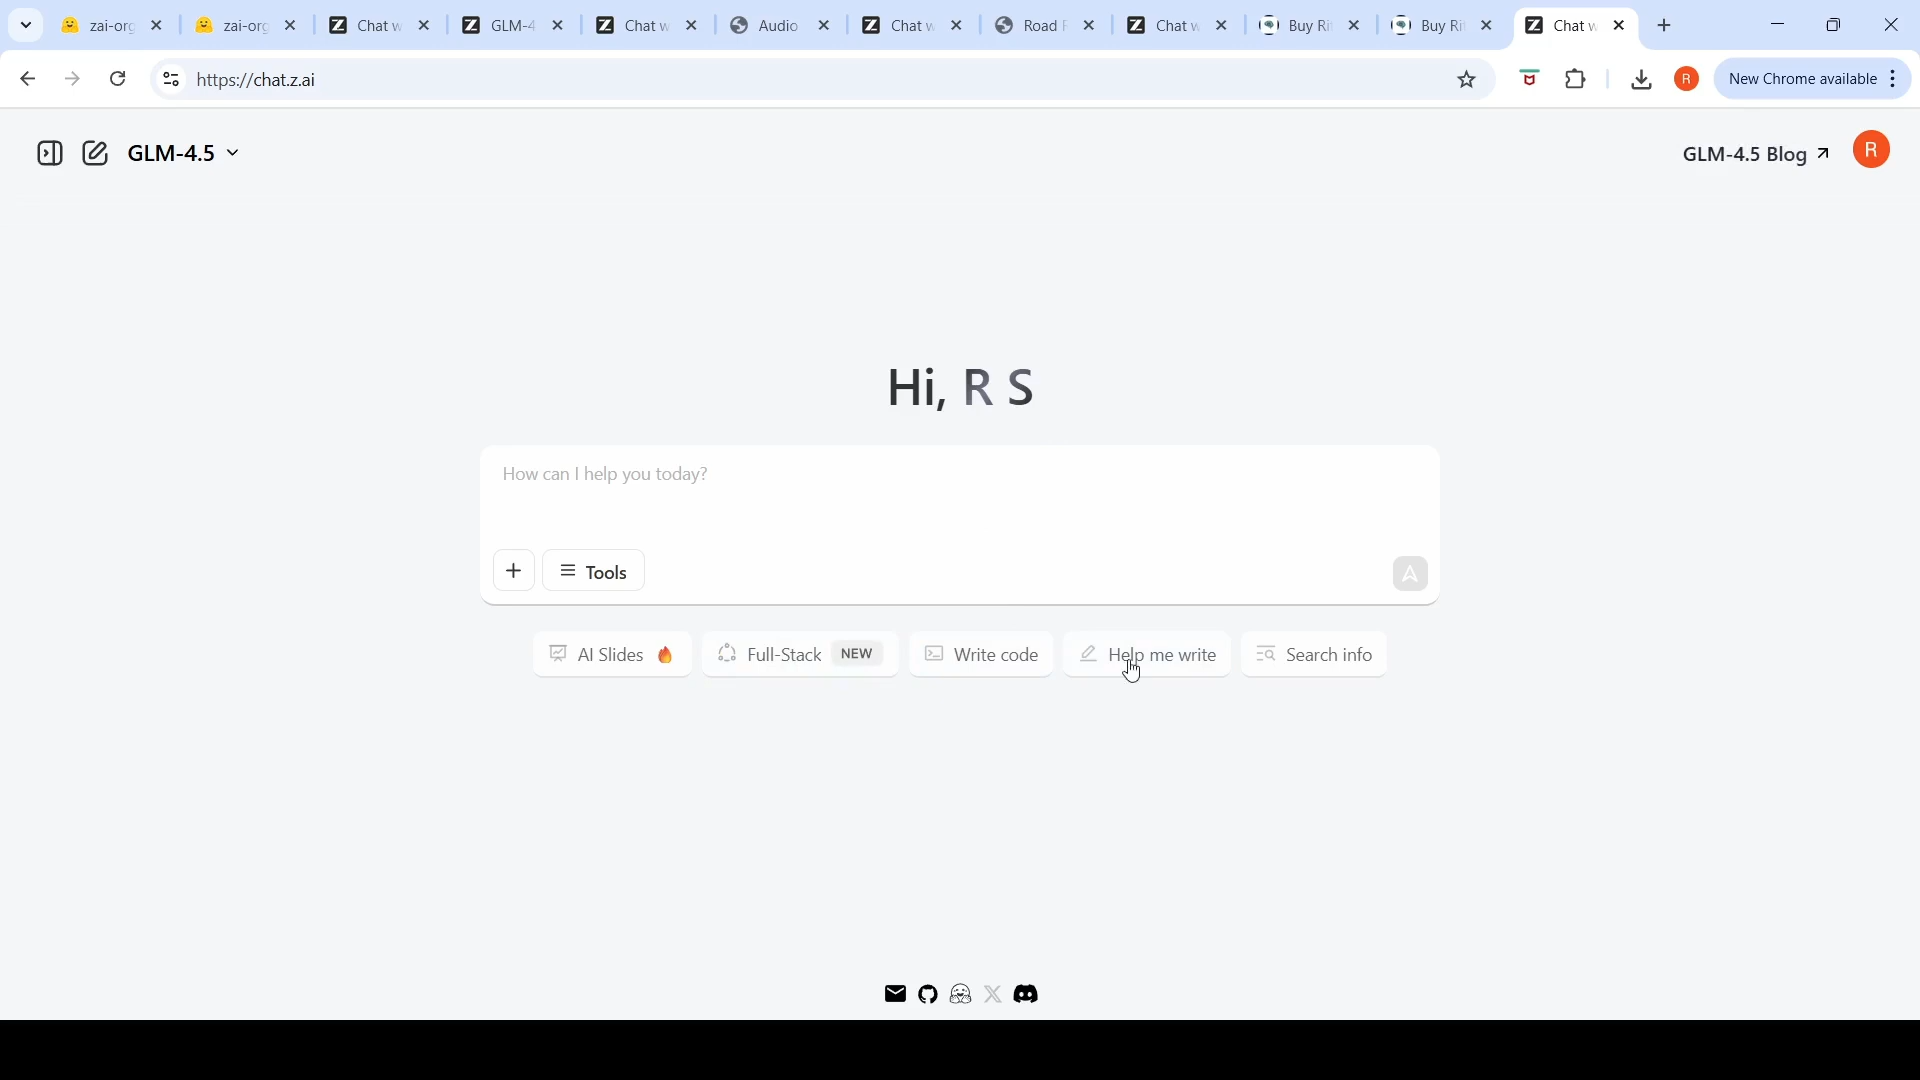 zai-org
zai-org
Chat w
GLM-4
Chat w
Audio
Chat w
Road
Chat w
Buy Ri
Buy Ri
Chat w
https://chat.z.ai
R
New Chrome available
GLM-4.5
GLM-4.5 Blog
R
Hi, R S
How can I help you today?
Tools
AI Slides
Full-Stack NEW
Write code
Help me write
Search info